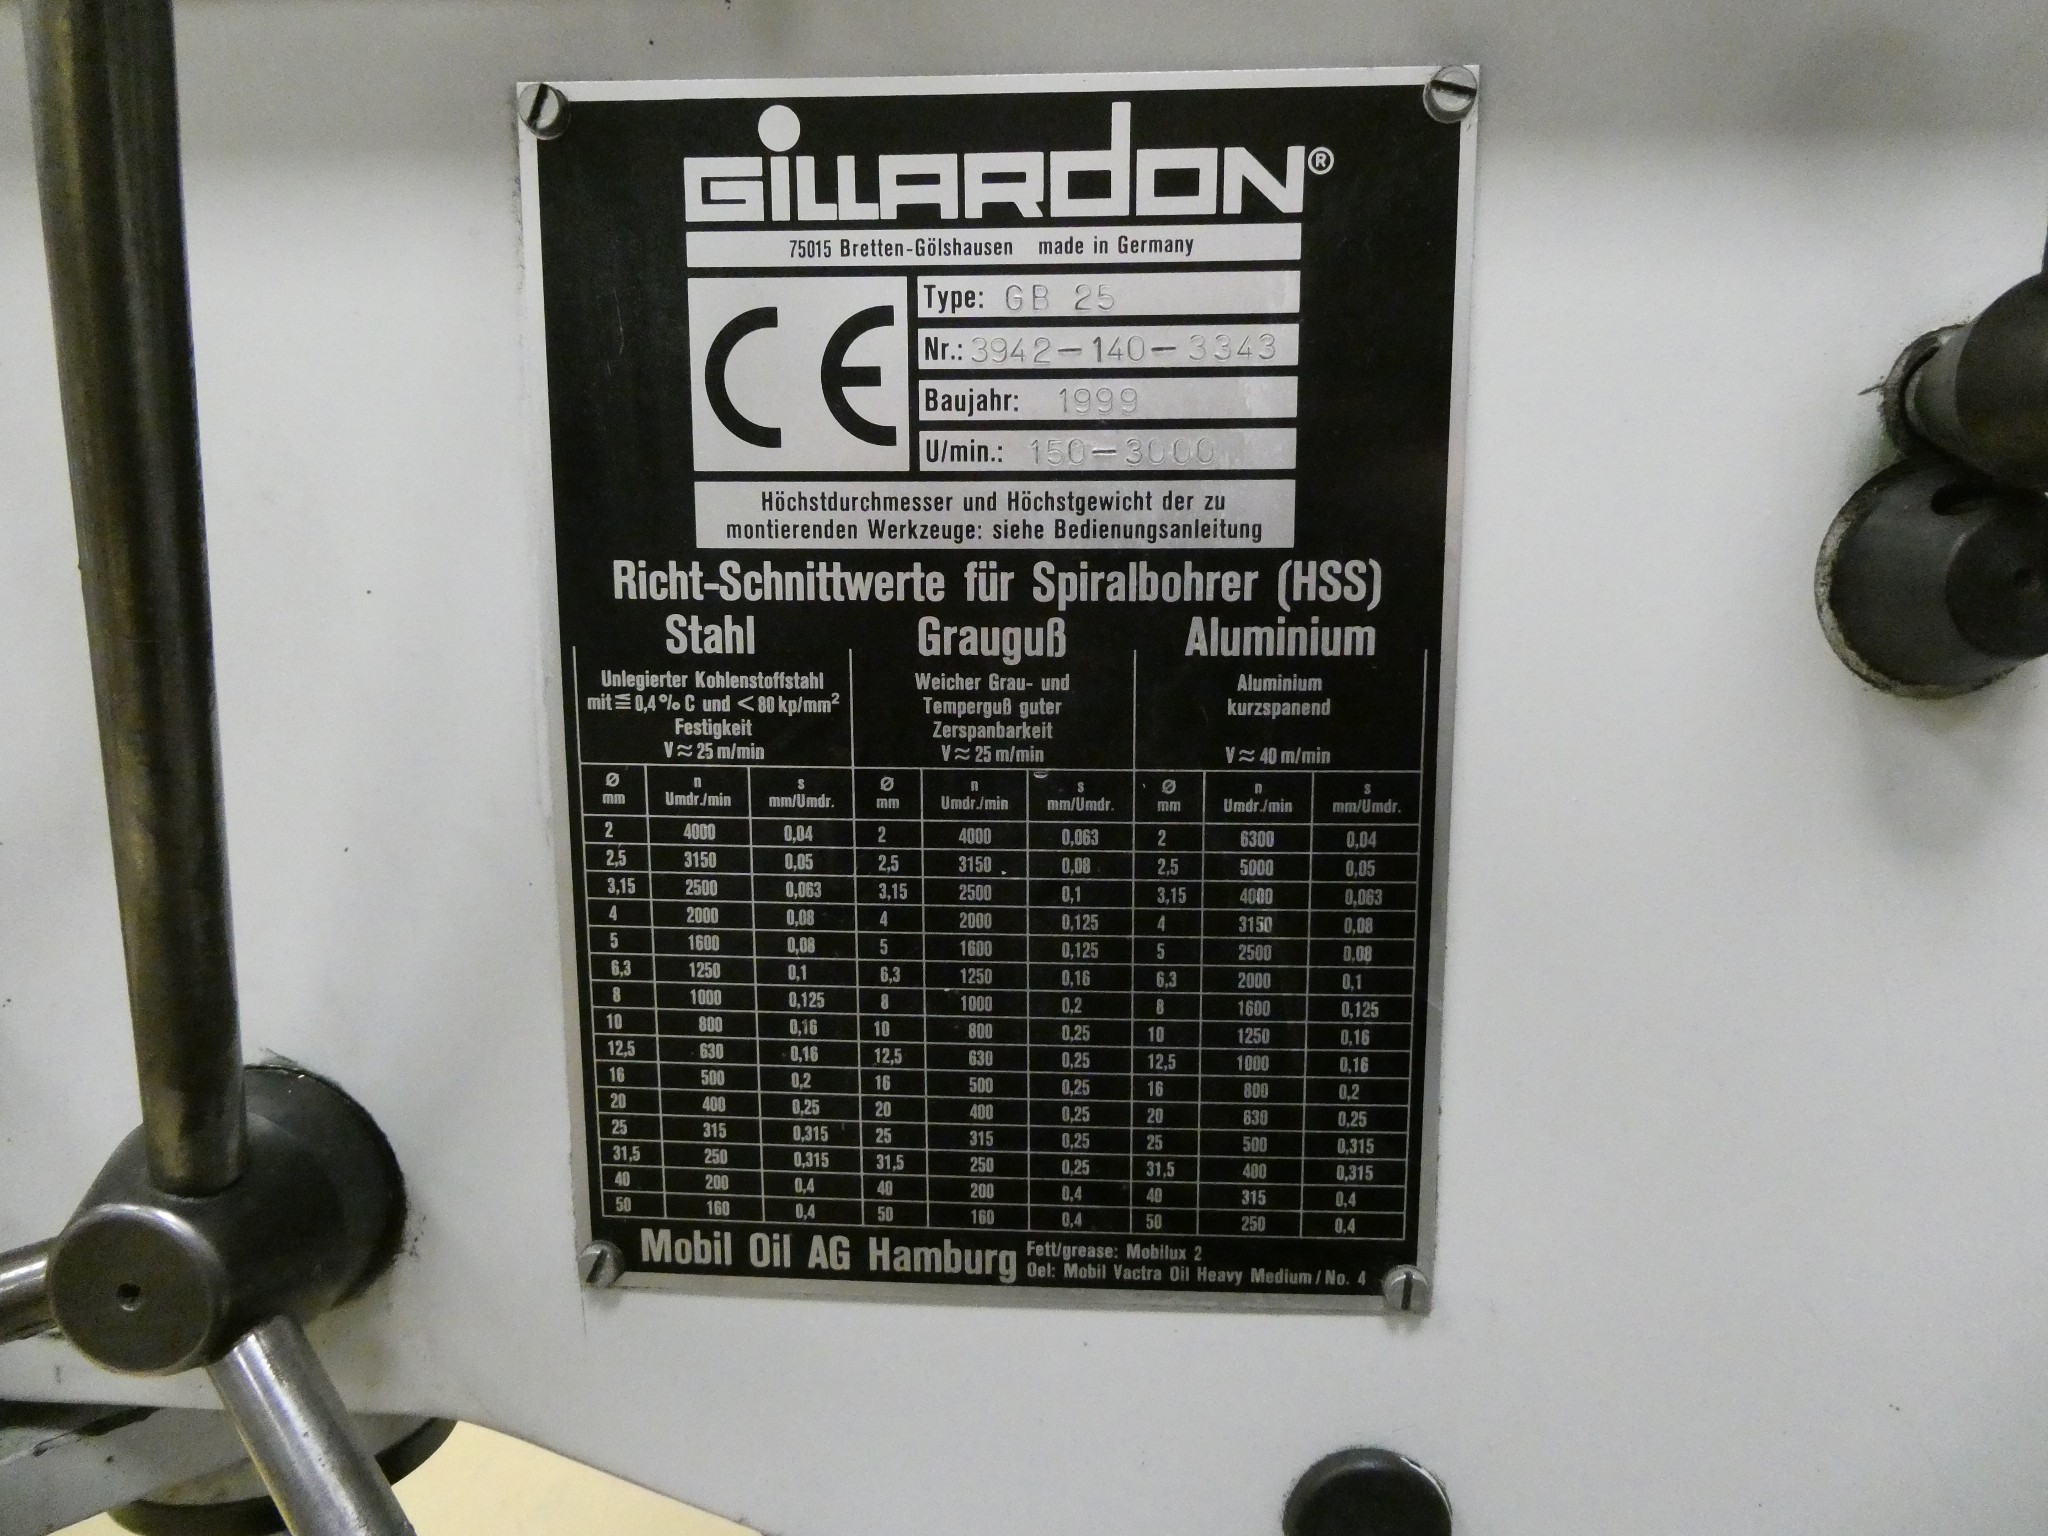 GiLLARdON®
75015 Bretten-Gölshausen made in Germany
CE
Type: GB 25
Nr.: 3942-140-3343
Baujahr: 1999
U/min.: 150-3000
Höchstdurchmesser und Höchstgewicht der zu
montierenden Werkzeuge: siehe Bedienungsanleitung
Richt-Schnittwerte für Spiralbohrer (HSS)
Stahl Grauguß Aluminium
Unlegierter Kohlenstoffstahl Weicher Grau- und Aluminium
mit ≦ 0,4 % C und < 80 kp/mm² Temperguß guter kurzspanend
Festigkeit Zerspanbarkeit
V ≈ 25 m/min V ≈ 25 m/min V ≈ 40 m/min
Ø n s Ø n s Ø n s
mm Umdr./min mm/Umdr. mm Umdr./min mm/Umdr. mm Umdr./min mm/Umdr.
2 4000 0,04 2 4000 0,063 2 6300 0,04
2,5 3150 0,05 2,5 3150 0,08 2,5 5000 0,05
3,15 2500 0,063 3,15 2500 0,1 3,15 4000 0,063
4 2000 0,08 4 2000 0,125 4 3150 0,08
5 1600 0,08 5 1600 0,125 5 2500 0,08
6,3 1250 0,1 6,3 1250 0,16 6,3 2000 0,1
8 1000 0,125 8 1000 0,2 8 1600 0,125
10 800 0,16 10 800 0,25 10 1250 0,16
12,5 630 0,16 12,5 630 0,25 12,5 1000 0,16
16 500 0,2 16 500 0,25 16 800 0,2
20 400 0,25 20 400 0,25 20 630 0,25
25 315 0,315 25 315 0,25 25 500 0,315
31,5 250 0,315 31,5 250 0,25 31,5 400 0,315
40 200 0,4 40 200 0,4 40 315 0,4
50 160 0,4 50 160 0,4 50 250 0,4
Mobil Oil AG Hamburg Fett/grease: Mobilux 2
Oel: Mobil Vactra Oil Heavy Medium/No. 4